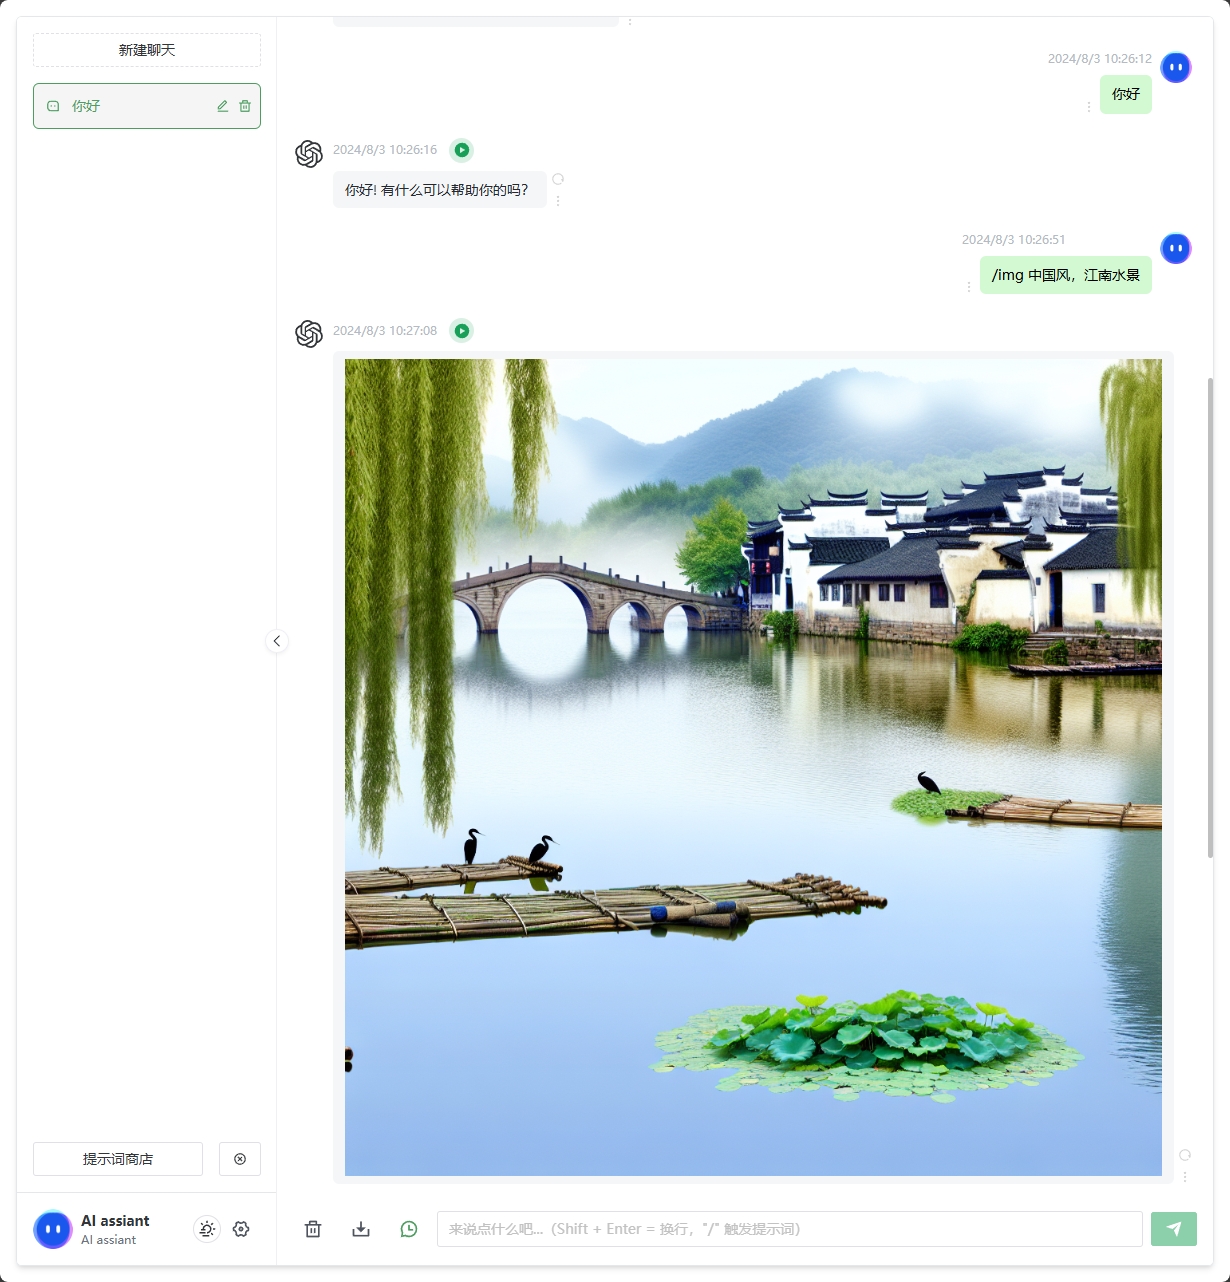 新建聊天
你好
2024/8/3 10:26:12
你好
2024/8/3 10:26:16
你好! 有什么可以帮助你的吗?
2024/8/3 10:26:51
/img 中国风，江南水景
2024/8/3 10:27:08
提示词商店
AI assiant
AI assiant
来说点什么吧...（Shift + Enter = 换行，"/" 触发提示词）